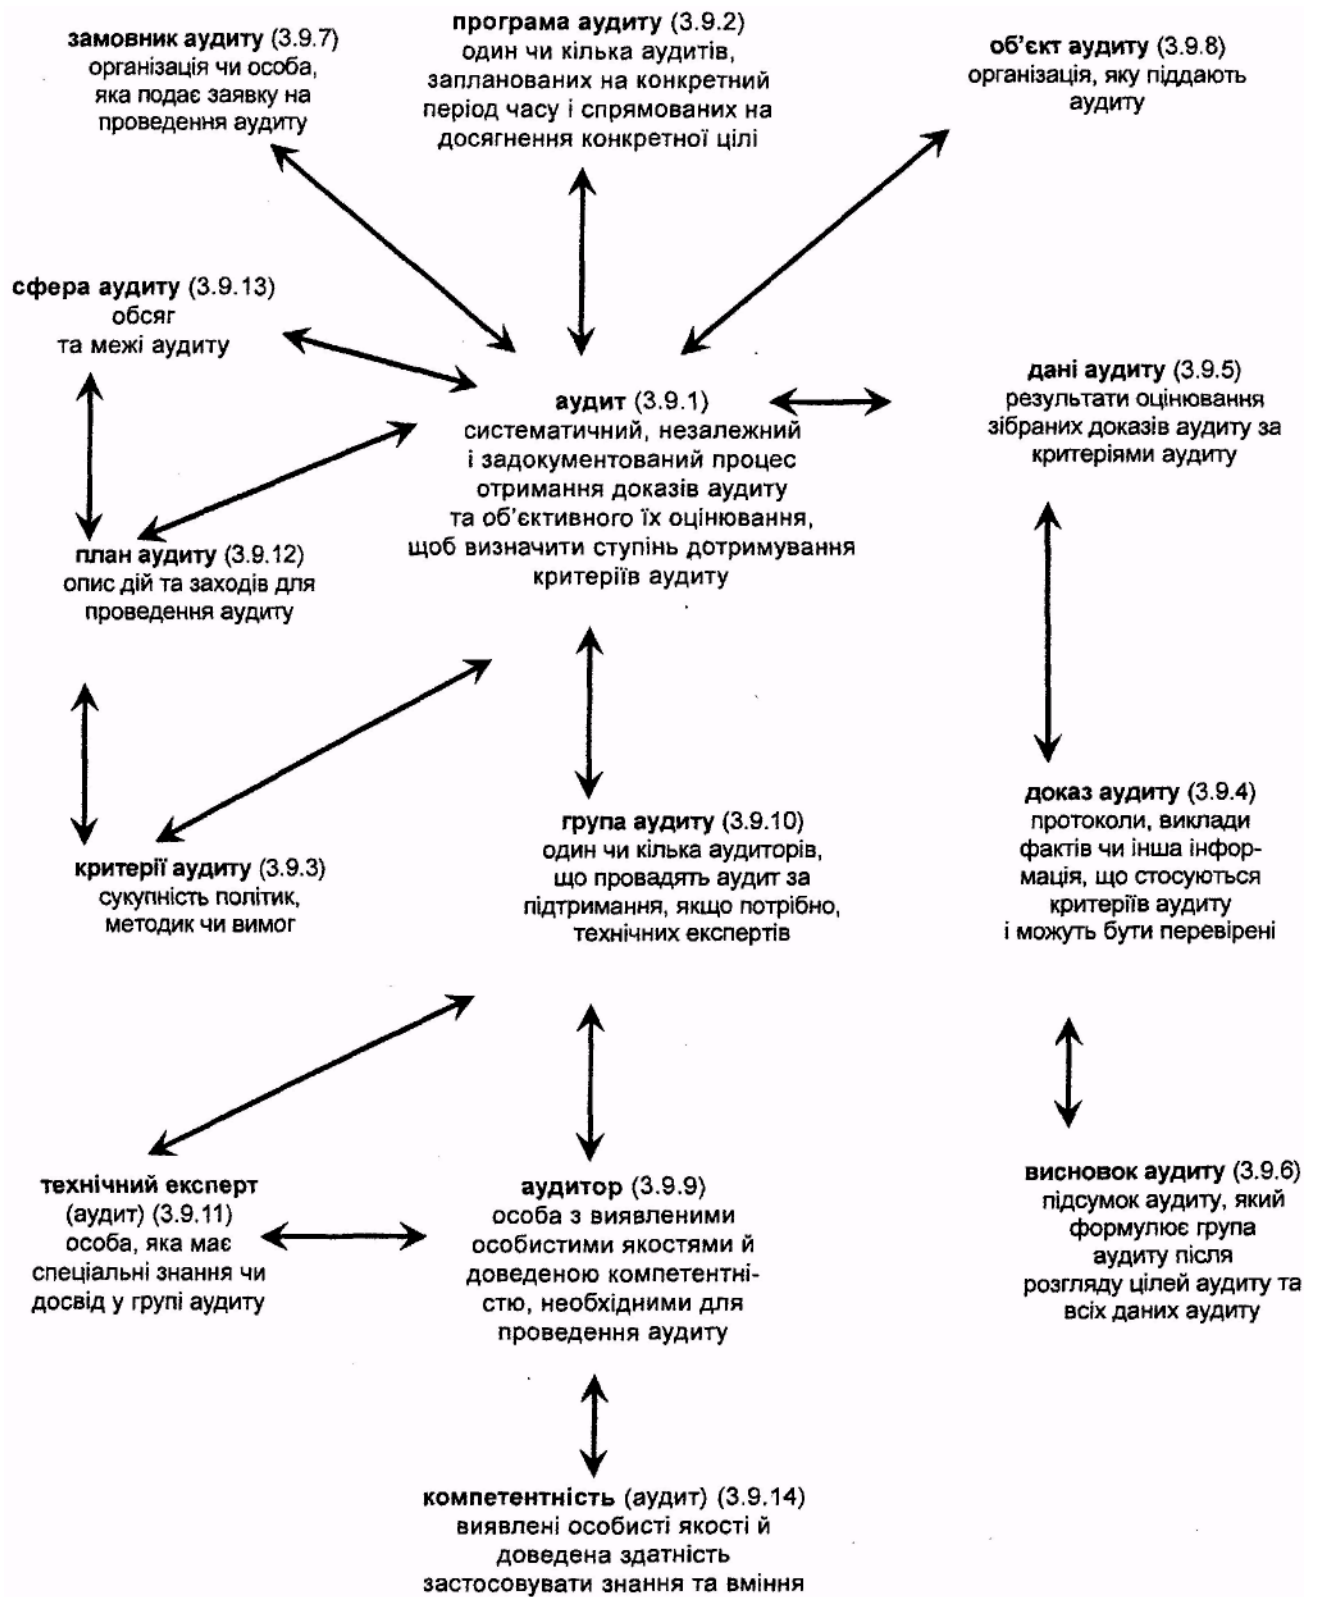 замовник аудиту (3.9.7)
організація чи особа,
яка подає заявку на
проведення аудиту
програма аудиту (3.9.2)
один чи кілька аудитів,
запланованих на конкретний
період часу і спрямованих на
досягнення конкретної цілі
об'єкт аудиту (3.9.8)
організація, яку піддають
аудиту
сфера аудиту (3.9.13)
обсяг
та межі аудиту
аудит (3.9.1)
систематичний, незалежний
і задокументований процес
отримання доказів аудиту
та об'єктивного їх оцінювання,
щоб визначити ступінь дотримування
критеріїв аудиту
дані аудиту (3.9.5)
результати оцінювання
зібраних доказів аудиту за
критеріями аудиту
план аудиту (3.9.12)
опис дій та заходів для
проведення аудиту
критерії аудиту (3.9.3)
сукупність політик,
методик чи вимог
група аудиту (3.9.10)
один чи кілька аудиторів,
що провадять аудит за
підтримання, якщо потрібно,
технічних експертів
доказ аудиту (3.9.4)
протоколи, виклади
фактів чи інша інфор-
мація, що стосуються
критеріїв аудиту
і можуть бути перевірені
технічний експерт
(аудит) (3.9.11)
особа, яка має
спеціальні знання чи
досвід у групі аудиту
аудитор (3.9.9)
особа з виявленими
особистими якостями й
доведеною компетентні-
стю, необхідними для
проведення аудиту
висновок аудиту (3.9.6)
підсумок аудиту, який
формулює група
аудиту після
розгляду цілей аудиту та
всіх даних аудиту
компетентність (аудит) (3.9.14)
виявлені особисті якості й
доведена здатність
застосовувати знання та вміння